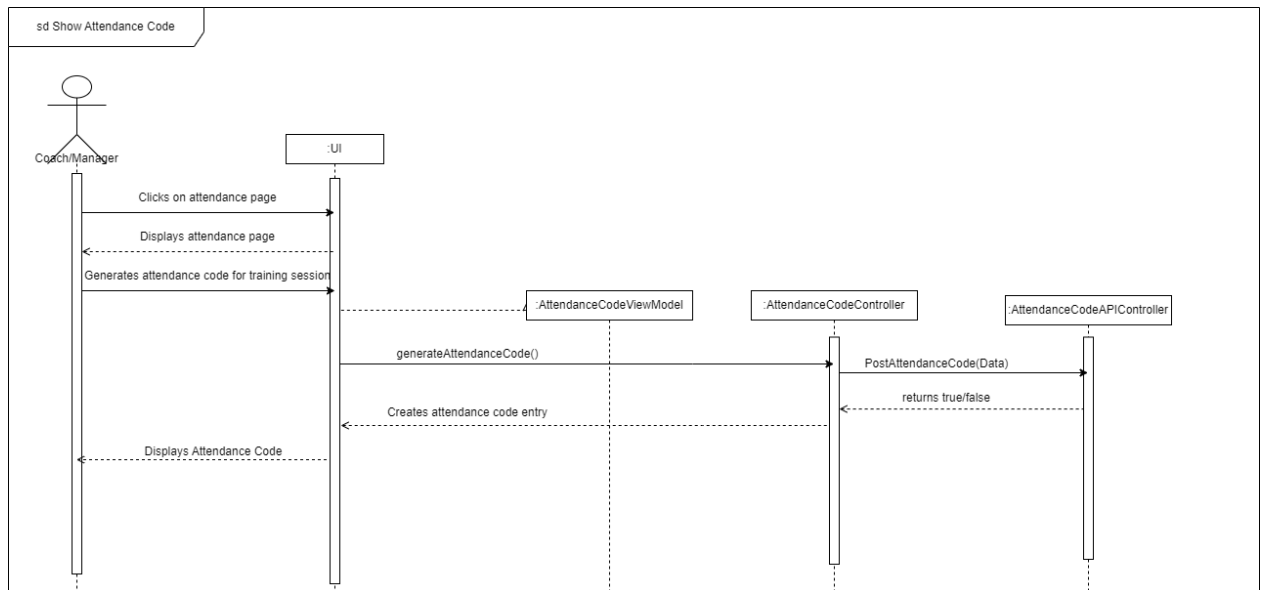 sd Show Attendance Code
Coach/Manager
:UI
Clicks on attendance page
Displays attendance page
Generates attendance code for training session
:AttendanceCodeViewModel
:AttendanceCodeController
:AttendanceCodeAPIController
generateAttendanceCode()
PostAttendanceCode(Data)
returns true/false
Creates attendance code entry
Displays Attendance Code